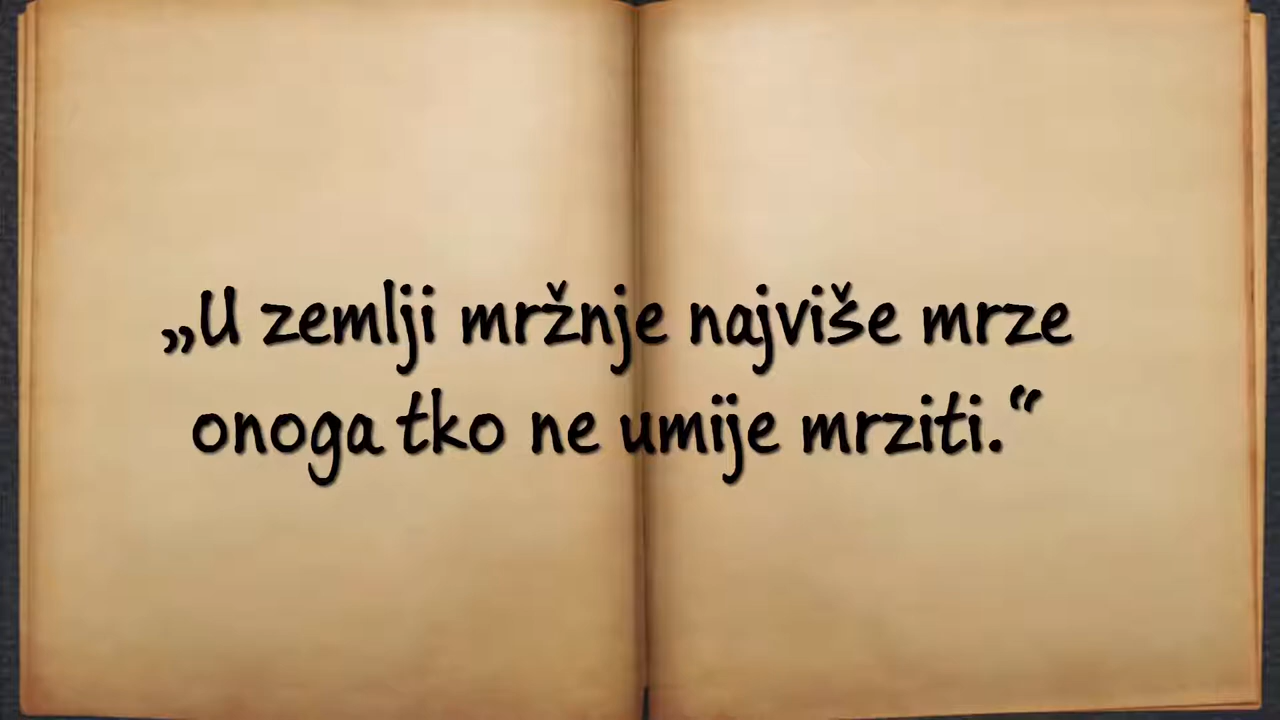 „U zemlji mržnje najviše mrze
onoga tko ne umije mrziti.“